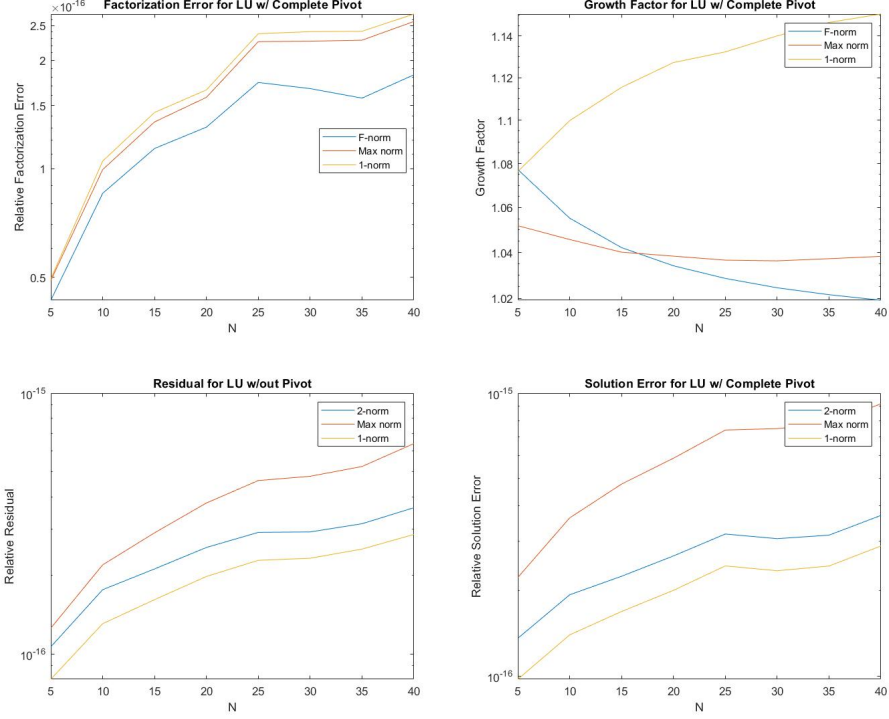 Factorization Error for LU w/ Complete Pivot
×10⁻¹⁶
2.5
2
1.5
1
0.5
Relative Factorization Error
F-norm
Max norm
1-norm
5 10 15 20 25 30 35 40
N
Growth Factor for LU w/ Complete Pivot
1.14
1.12
1.1
1.08
1.06
1.04
1.02
Growth Factor
F-norm
Max norm
1-norm
5 10 15 20 25 30 35 40
N
Residual for LU w/out Pivot
10⁻¹⁵
10⁻¹⁶
Relative Residual
2-norm
Max norm
1-norm
5 10 15 20 25 30 35 40
N
Solution Error for LU w/ Complete Pivot
10⁻¹⁵
10⁻¹⁶
Relative Solution Error
2-norm
Max norm
1-norm
5 10 15 20 25 30 35 40
N